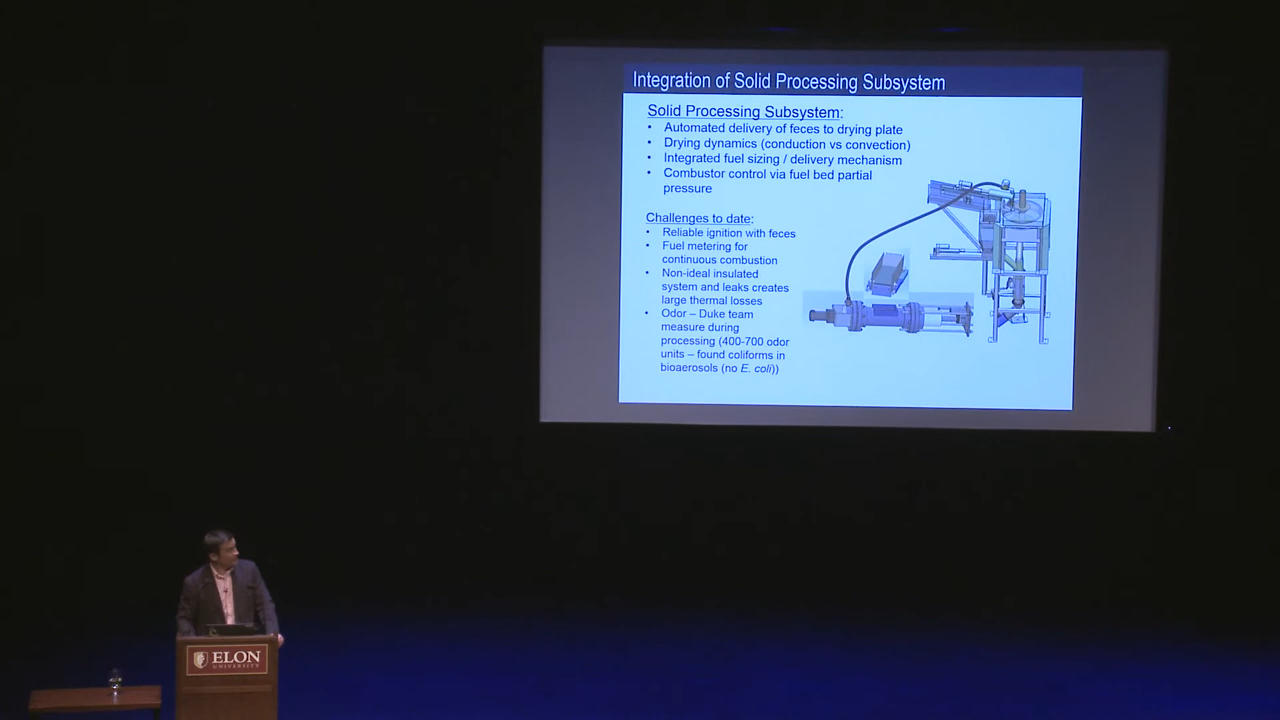 Integration of Solid Processing Subsystem
Solid Processing Subsystem:
• Automated delivery of feces to drying plate
• Drying dynamics (conduction vs convection)
• Integrated fuel sizing / delivery mechanism
• Combustor control via fuel bed partial
pressure
Challenges to date:
• Reliable ignition with feces
• Fuel metering for
continuous combustion
• Non-ideal insulated
system and leaks creates
large thermal losses
• Odor – Duke team
measure during
processing (400-700 odor
units – found coliforms in
bioaerosols (no E. coli))
ELON
UNIVERSITY